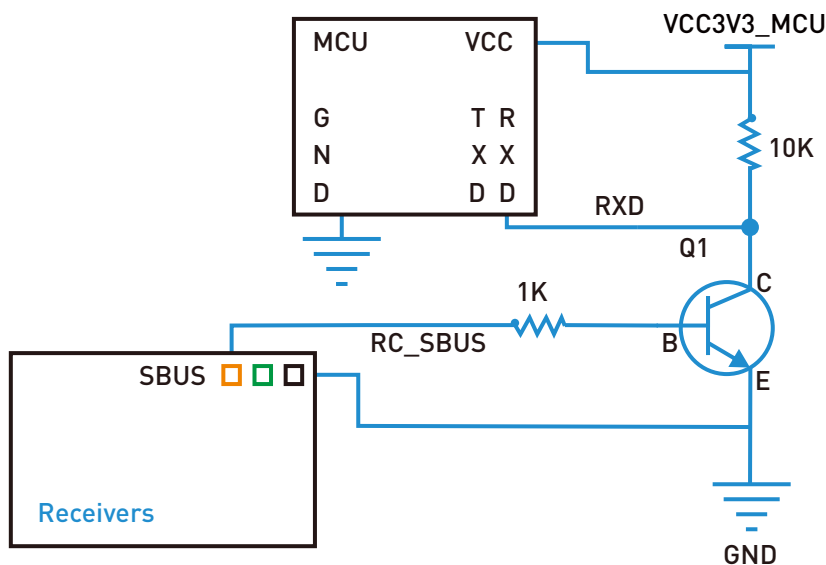 VCC3V3_MCU
MCU VCC
G T R
N X X
D D D
10K
RXD
Q1
C
1K
RC_SBUS
B
SBUS
E
Receivers
GND